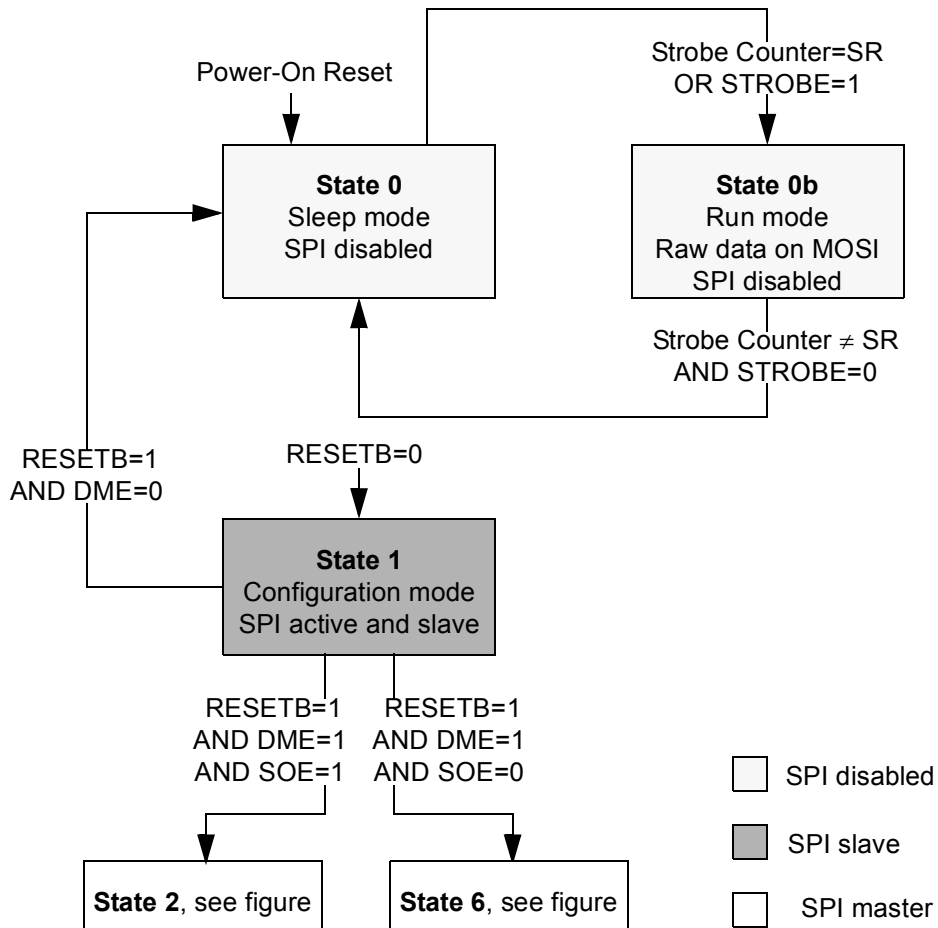 Strobe Counter=SR
OR STROBE=1
Power-On Reset
State 0
Sleep mode
SPI disabled
State 0b
Run mode
Raw data on MOSI
SPI disabled
Strobe Counter ≠ SR
AND STROBE=0
RESETB=1
AND DME=0
RESETB=0
State 1
Configuration mode
SPI active and slave
RESETB=1
AND DME=1
AND SOE=1
RESETB=1
AND DME=1
AND SOE=0
State 2, see figure
State 6, see figure
SPI disabled
SPI slave
SPI master